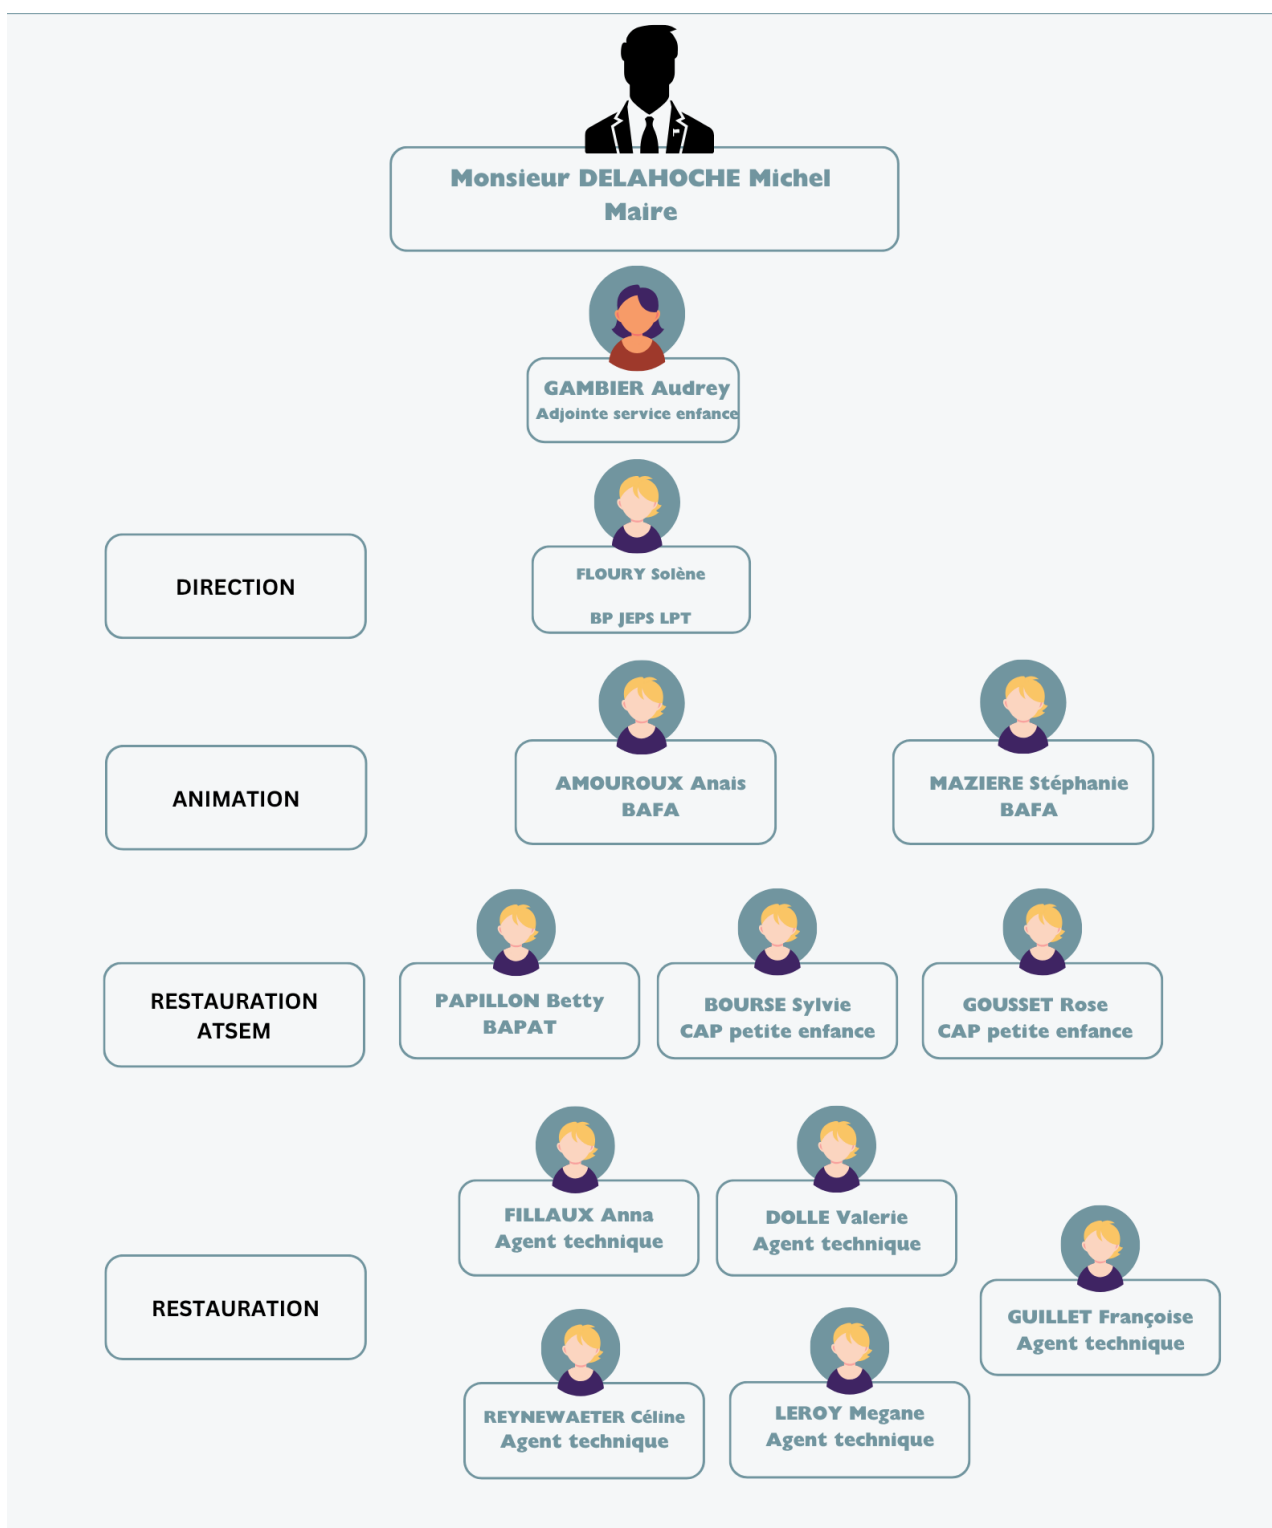 Monsieur DELAHOCHE Michel
Maire
GAMBIER Audrey
Adjointe service enfance
DIRECTION
FLOURY Solène
BP JEPS LPT
ANIMATION
AMOUROUX Anais
BAFA
MAZIERE Stéphanie
BAFA
RESTAURATION
ATSEM
PAPILLON Betty
BAPAT
BOURSE Sylvie
CAP petite enfance
GOUSSET Rose
CAP petite enfance
RESTAURATION
FILLAUX Anna
Agent technique
DOLLE Valerie
Agent technique
GUILLET Françoise
Agent technique
REYNEWAETER Céline
Agent technique
LEROY Megane
Agent technique